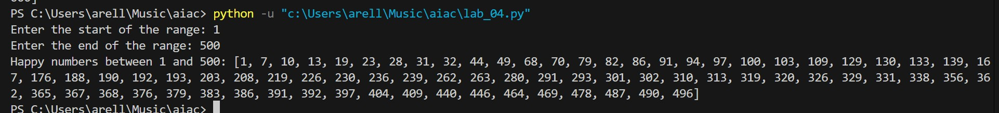 PS C:\Users\arell\Music\aiac> python -u "c:\Users\arell\Music\aiac\lab_04.py"
Enter the start of the range: 1
Enter the end of the range: 500
Happy numbers between 1 and 500: [1, 7, 10, 13, 19, 23, 28, 31, 32, 44, 49, 68, 70, 79, 82, 86, 91, 94, 97, 100, 103, 109, 129, 130, 133, 139, 16
7, 176, 188, 190, 192, 193, 203, 208, 219, 226, 230, 236, 239, 262, 263, 280, 291, 293, 301, 302, 310, 313, 319, 320, 326, 329, 331, 338, 356, 36
2, 365, 367, 368, 376, 379, 383, 386, 391, 392, 397, 404, 409, 440, 446, 464, 469, 478, 487, 490, 496]
PS C:\Users\arell\Music\aiac>